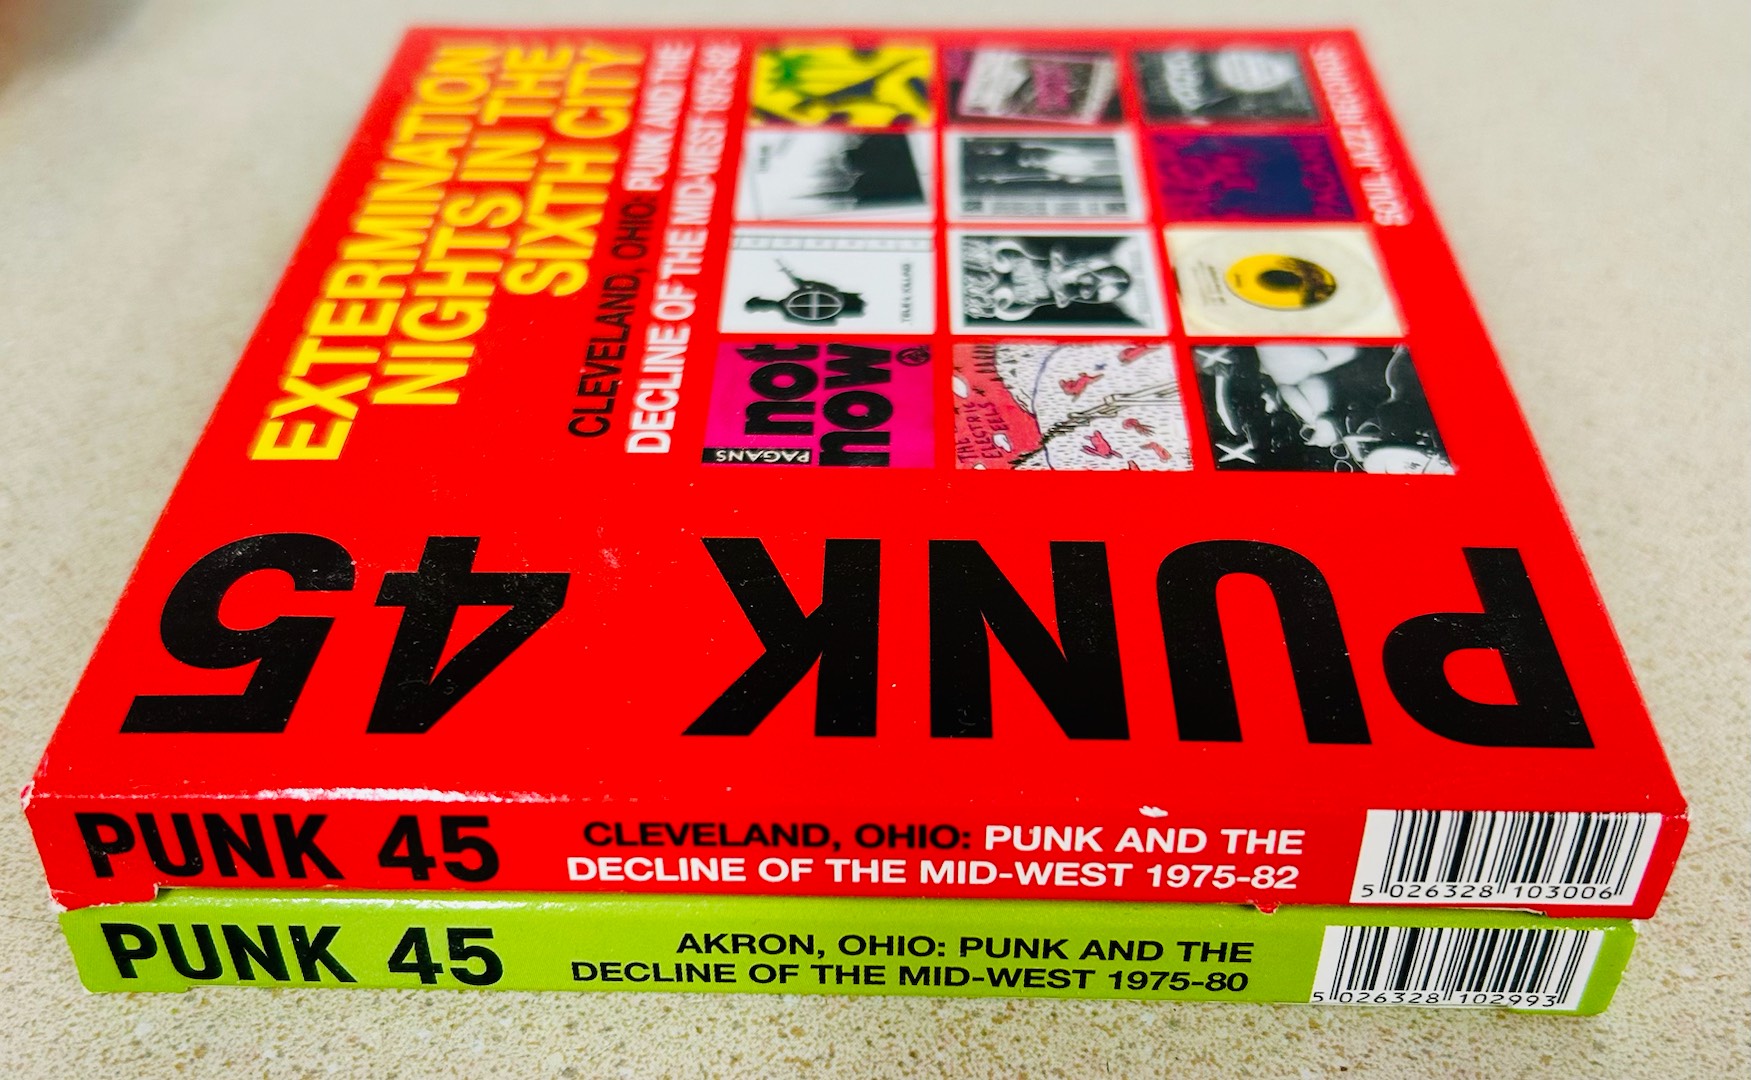 EXTERMINATION
NIGHTS IN THE
SIXTH CITY
CLEVELAND, OHIO: PUNK AND THE
DECLINE OF THE MID-WEST 1975-82
SOUL JAZZ RECORDS
TRUE KILLINGS
not
now
PAGANS
THE
ELECTRIC
EELS
PUNK 45
PUNK 45
CLEVELAND, OHIO: PUNK AND THE
DECLINE OF THE MID-WEST 1975-82
5 026328 103006
PUNK 45
AKRON, OHIO: PUNK AND THE
DECLINE OF THE MID-WEST 1975-80
5 026328 102993